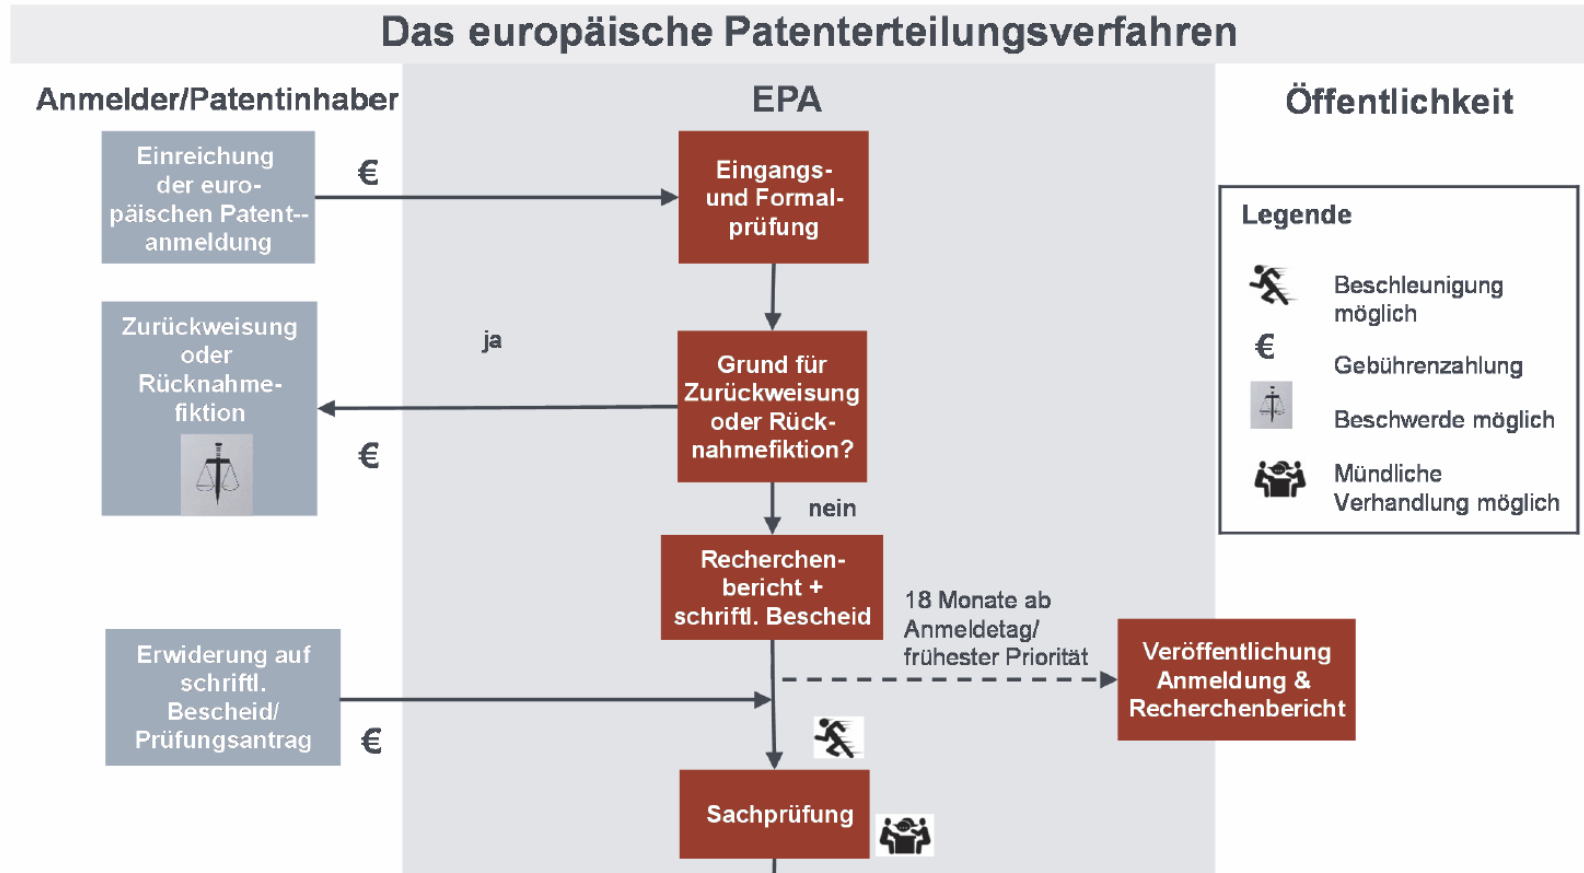 Das europäische Patenterteilungsverfahren
Anmelder/Patentinhaber
EPA
Öffentlichkeit
Einreichung
der euro-
päischen Patent--
anmeldung
€
Eingangs-
und Formal-
prüfung
Zurückweisung
oder
Rücknahme-
fiktion
ja
€
Grund für
Zurückweisung
oder Rück-
nahmefiktion?
nein
Recherchen-
bericht +
schriftl. Bescheid
18 Monate ab
Anmeldetag/
frühester Priorität
Veröffentlichung
Anmeldung &
Recherchenbericht
Erwiderung auf
schriftl.
Bescheid/
Prüfungsantrag
€
Sachprüfung
Legende
Beschleunigung
möglich
€
Gebührenzahlung
Beschwerde möglich
Mündliche
Verhandlung möglich